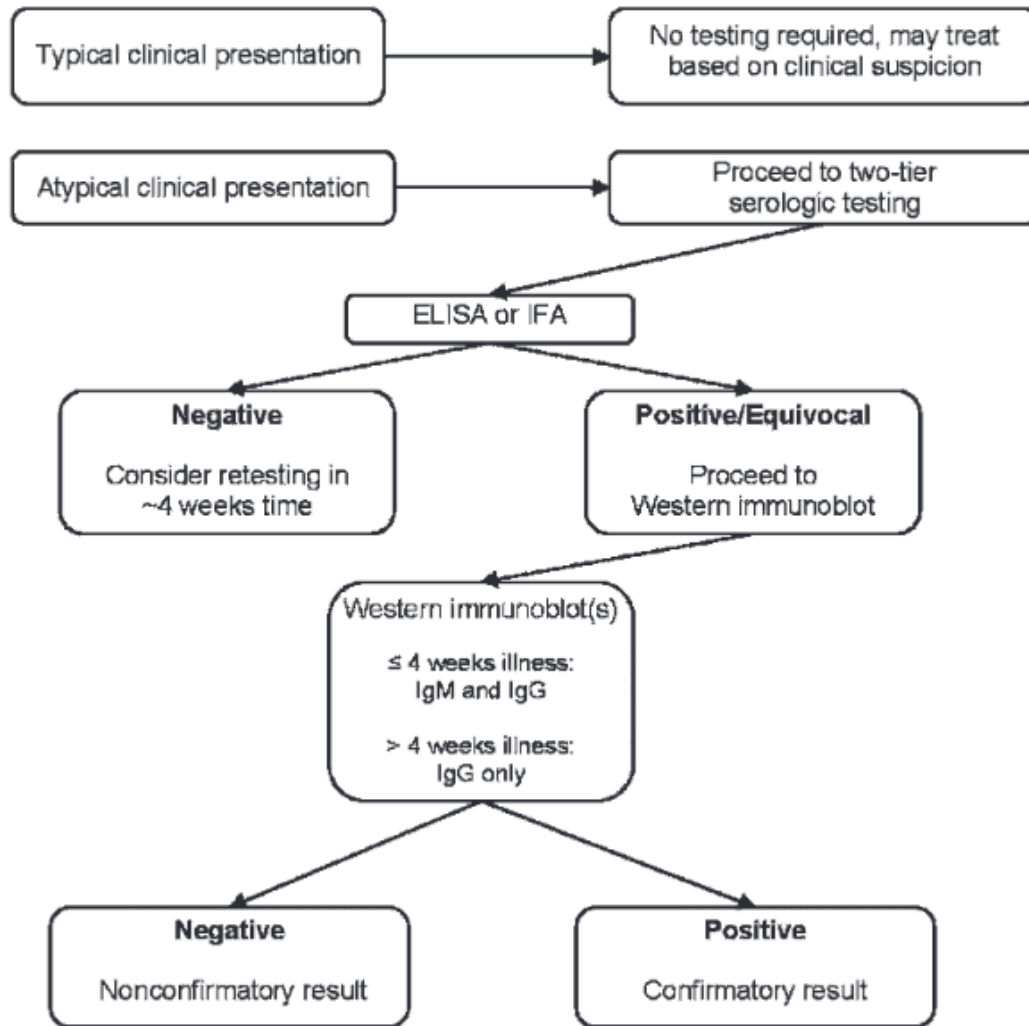 Typical clinical presentation
No testing required, may treat
based on clinical suspicion
Atypical clinical presentation
Proceed to two-tier
serologic testing
ELISA or IFA
Negative
Consider retesting in
~4 weeks time
Positive/Equivocal
Proceed to
Western immunoblot
Western immunoblot(s)
≤ 4 weeks illness:
IgM and IgG
> 4 weeks illness:
IgG only
Negative
Nonconfirmatory result
Positive
Confirmatory result